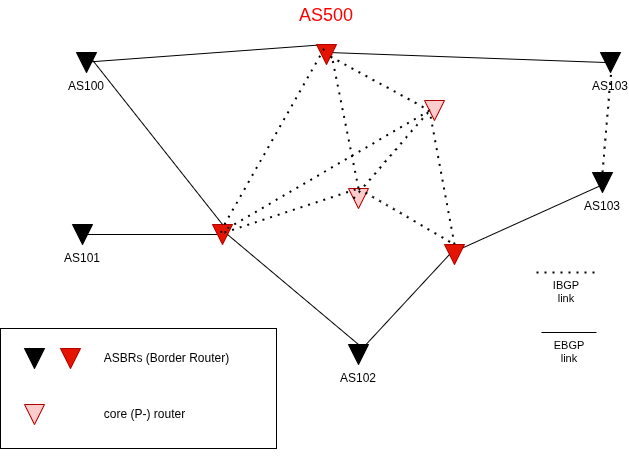 AS500
AS100
AS103
AS103
AS101
IBGP
link
EBGP
link
ASBRs (Border Router)
AS102
core (P-) router